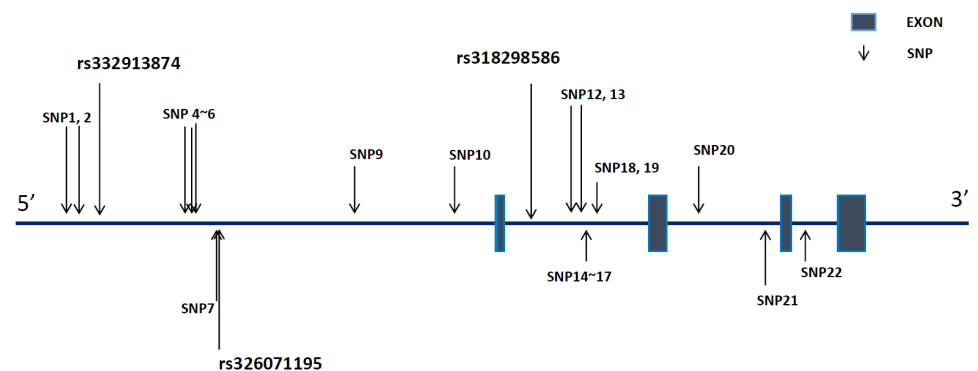 EXON
SNP
rs332913874
rs318298586
SNP1, 2
SNP 4~6
SNP12, 13
SNP9
SNP10
SNP20
SNP18, 19
5’
3’
SNP14~17
SNP22
SNP21
SNP7
rs326071195